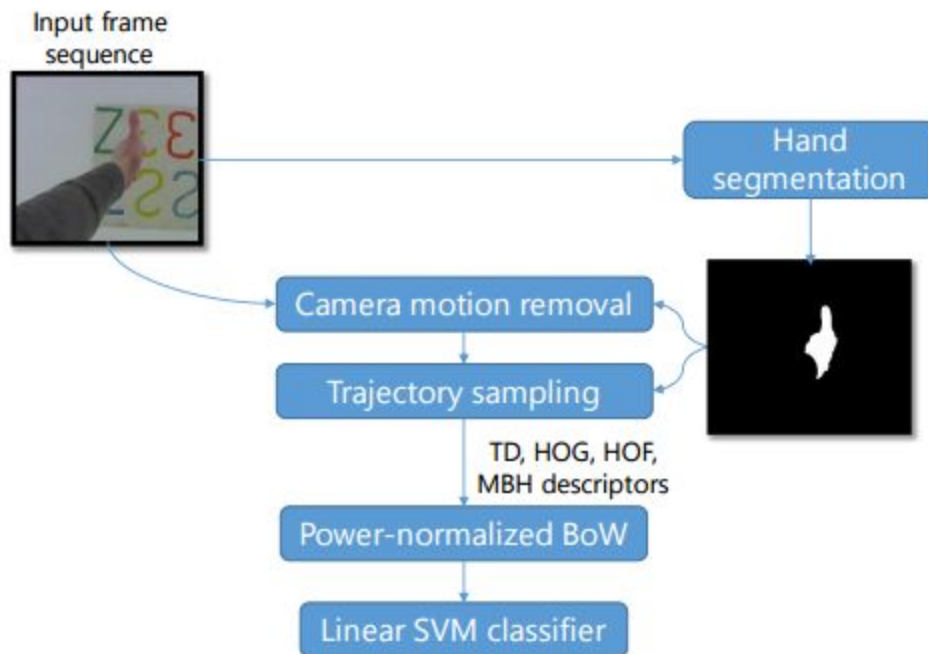 Input frame
sequence
Hand
segmentation
Camera motion removal
Trajectory sampling
TD, HOG, HOF,
MBH descriptors
Power-normalized BoW
Linear SVM classifier